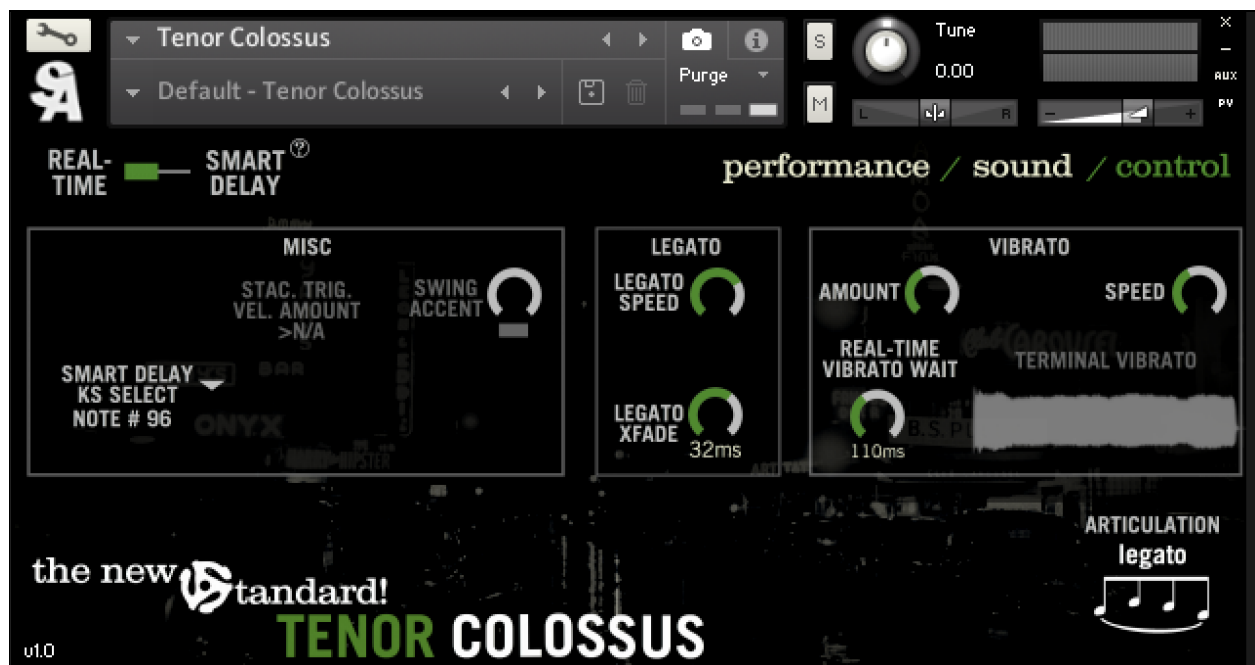 Tenor Colossus
Default - Tenor Colossus
Purge
S
M
Tune
0.00
L R
- +
×
–
AUX
PV
REAL-
TIME
SMART ?
DELAY
performance / sound / control
MISC
STAC. TRIG.
VEL. AMOUNT
>N/A
SWING
ACCENT
SMART DELAY
KS SELECT
NOTE # 96
LEGATO
LEGATO
SPEED
LEGATO
XFADE
32ms
VIBRATO
AMOUNT
SPEED
REAL-TIME
VIBRATO WAIT
110ms
TERMINAL VIBRATO
BAR
ONYX
ARTICULATION
legato
the new Standard!
TENOR COLOSSUS
v1.0